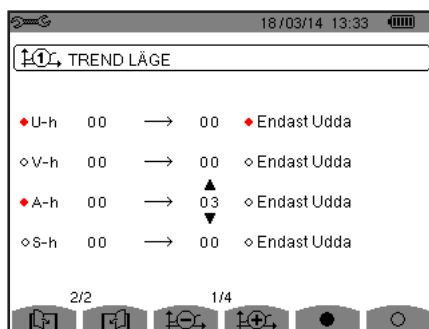 18/03/14 13:33
1 TREND LÄGE
U-h 00 → 00 Endast Udda
V-h 00 → 00 Endast Udda
A-h 00 → 03 Endast Udda
S-h 00 → 00 Endast Udda
2/2 1/4